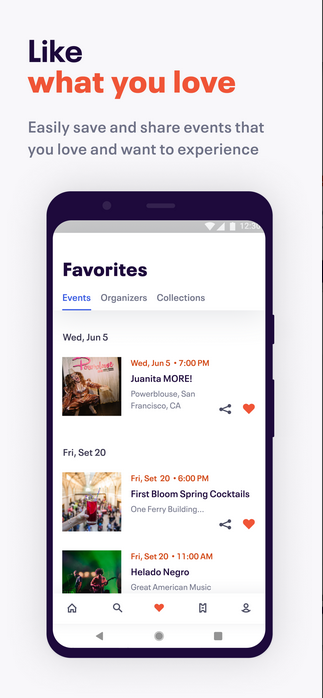 Like
what you love
Easily save and share events that
you love and want to experience
12:30
Favorites
Events Organizers Collections
Wed, Jun 5
Wed, Jun 5 • 7:00 PM
Juanita MORE!
Powerblouse, San
Francisco, CA
Fri, Set 20
Fri, Set 20 • 6:00 PM
First Bloom Spring Cocktails
One Ferry Building...
Fri, Set 20 • 11:00 AM
Helado Negro
Great American Music